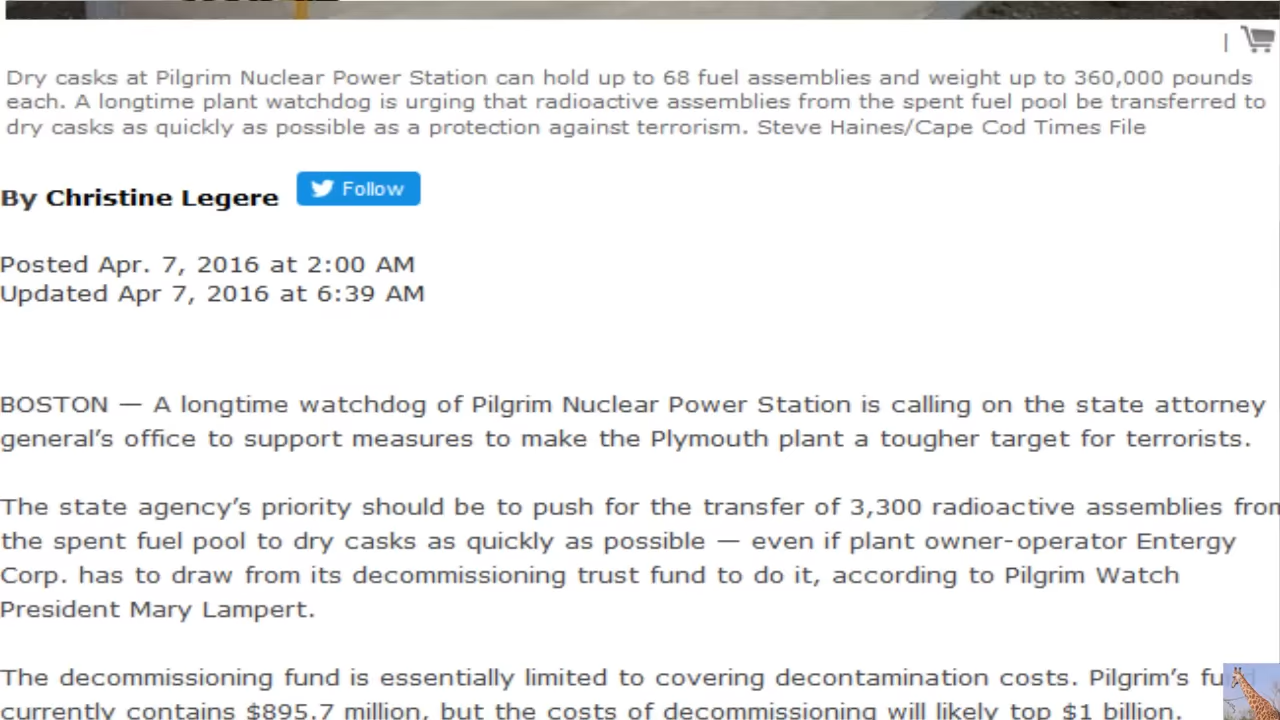 |
Dry casks at Pilgrim Nuclear Power Station can hold up to 68 fuel assemblies and weight up to 360,000 pounds
each. A longtime plant watchdog is urging that radioactive assemblies from the spent fuel pool be transferred to
dry casks as quickly as possible as a protection against terrorism. Steve Haines/Cape Cod Times File
By Christine Legere Follow
Posted Apr. 7, 2016 at 2:00 AM
Updated Apr 7, 2016 at 6:39 AM
BOSTON — A longtime watchdog of Pilgrim Nuclear Power Station is calling on the state attorney
general’s office to support measures to make the Plymouth plant a tougher target for terrorists.
The state agency’s priority should be to push for the transfer of 3,300 radioactive assemblies from
the spent fuel pool to dry casks as quickly as possible — even if plant owner-operator Entergy
Corp. has to draw from its decommissioning trust fund to do it, according to Pilgrim Watch
President Mary Lampert.
The decommissioning fund is essentially limited to covering decontamination costs. Pilgrim’s fund
currently contains $895.7 million, but the costs of decommissioning will likely top $1 billion.